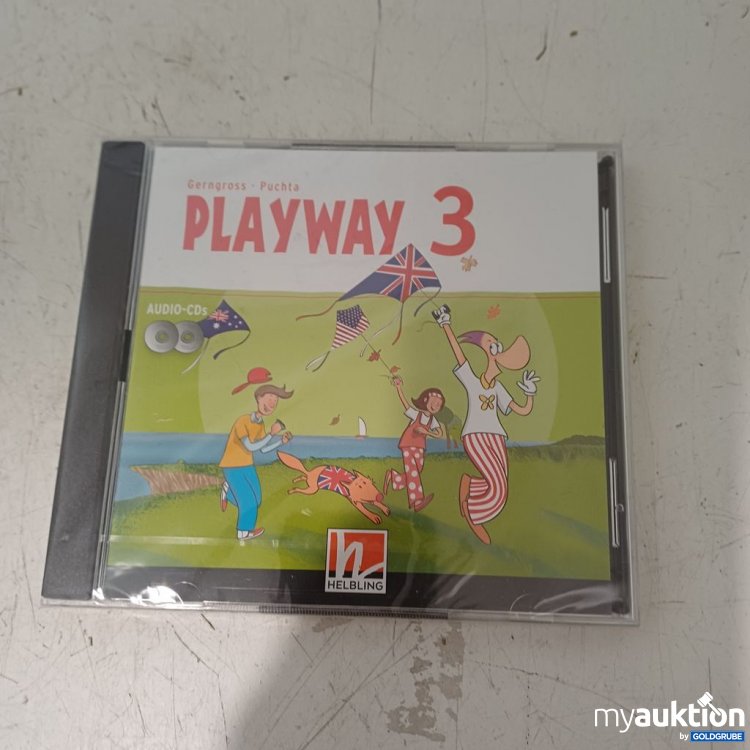 Gerngross - Puchta
PLAYWAY 3
AUDIO-CDs
h
HELBLING
myauktion
by GOLDGRUBE